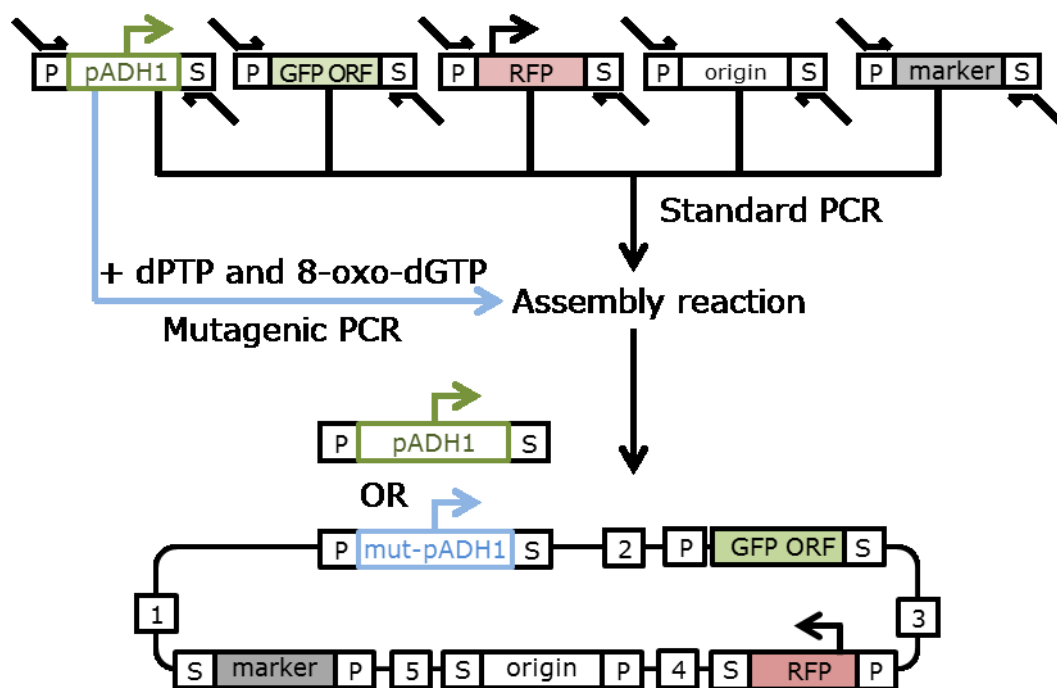 P pADH1 S P GFP ORF S P RFP S P origin S P marker S
Standard PCR
+ dPTP and 8-oxo-dGTP
Assembly reaction
Mutagenic PCR
P pADH1 S
OR
P mut-pADH1 S 2 P GFP ORF S
1 3
S marker P 5 S origin P 4 S RFP P